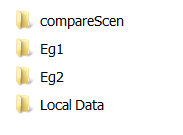 compareScen
Eg1
Eg2
Local Data